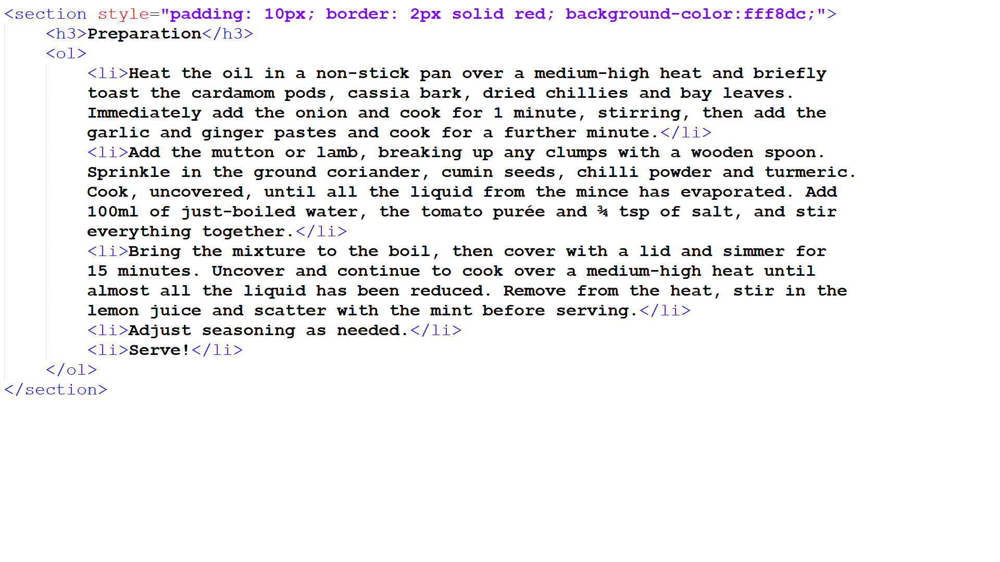 <section style="padding: 10px; border: 2px solid red; background-color:fff8dc;">
<h3>Preparation</h3>
<ol>
<li>Heat the oil in a non-stick pan over a medium-high heat and briefly
toast the cardamom pods, cassia bark, dried chillies and bay leaves.
Immediately add the onion and cook for 1 minute, stirring, then add the
garlic and ginger pastes and cook for a further minute.</li>
<li>Add the mutton or lamb, breaking up any clumps with a wooden spoon.
Sprinkle in the ground coriander, cumin seeds, chilli powder and turmeric.
Cook, uncovered, until all the liquid from the mince has evaporated. Add
100ml of just-boiled water, the tomato purée and ¾ tsp of salt, and stir
everything together.</li>
<li>Bring the mixture to the boil, then cover with a lid and simmer for
15 minutes. Uncover and continue to cook over a medium-high heat until
almost all the liquid has been reduced. Remove from the heat, stir in the
lemon juice and scatter with the mint before serving.</li>
<li>Adjust seasoning as needed.</li>
<li>Serve!</li>
</ol>
</section>